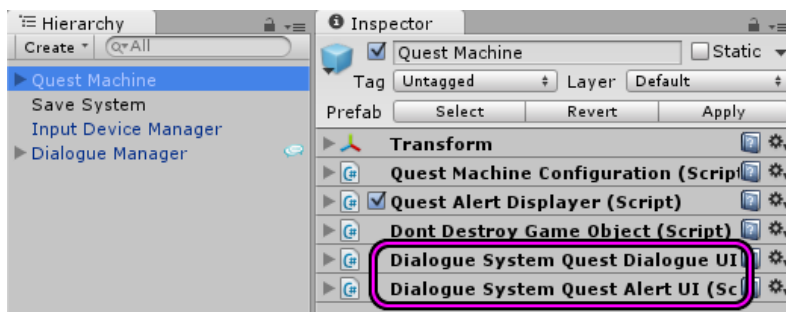 Hierarchy
Create
All
Quest Machine
Save System
Input Device Manager
Dialogue Manager
Inspector
Quest Machine
Static
Tag Untagged Layer Default
Prefab Select Revert Apply
Transform
Quest Machine Configuration (Script
Quest Alert Displayer (Script)
Dont Destroy Game Object (Script)
Dialogue System Quest Dialogue UI
Dialogue System Quest Alert UI (Sc